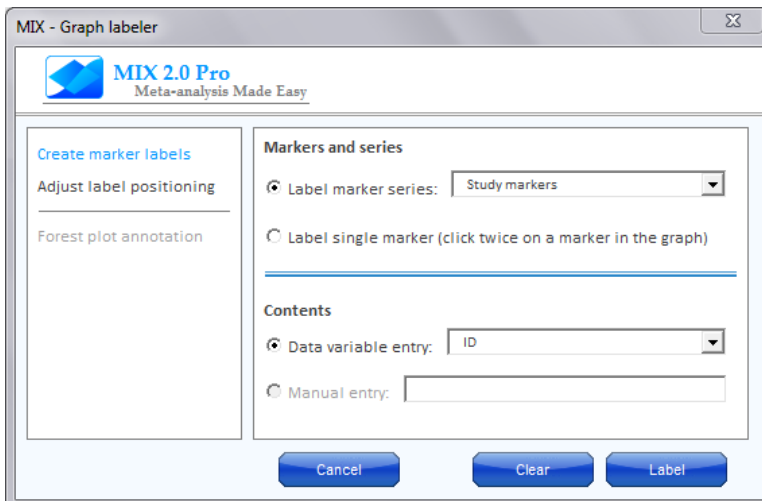 MIX - Graph labeler
MIX 2.0 Pro
Meta-analysis Made Easy
Create marker labels
Adjust label positioning
Forest plot annotation
Markers and series
Label marker series: Study markers
Label single marker (click twice on a marker in the graph)
Contents
Data variable entry: ID
Manual entry:
Cancel Clear Label